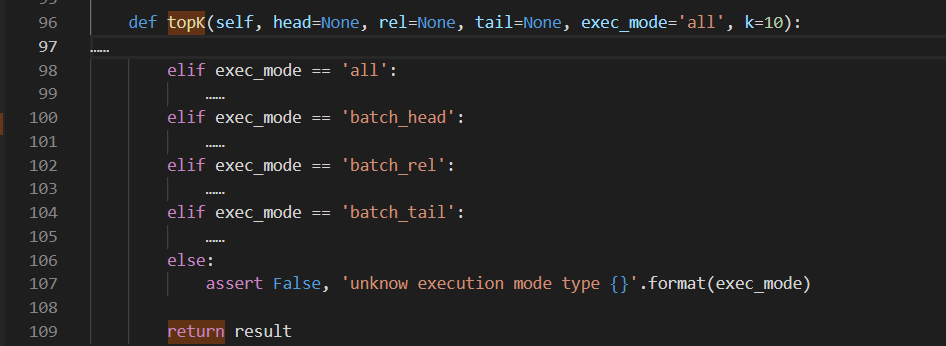 96 def topK(self, head=None, rel=None, tail=None, exec_mode='all', k=10):
97 ……
98 elif exec_mode == 'all':
99 ……
100 elif exec_mode == 'batch_head':
101 ……
102 elif exec_mode == 'batch_rel':
103 ……
104 elif exec_mode == 'batch_tail':
105 ……
106 else:
107 assert False, 'unknow execution mode type {}'.format(exec_mode)
108
109 return result